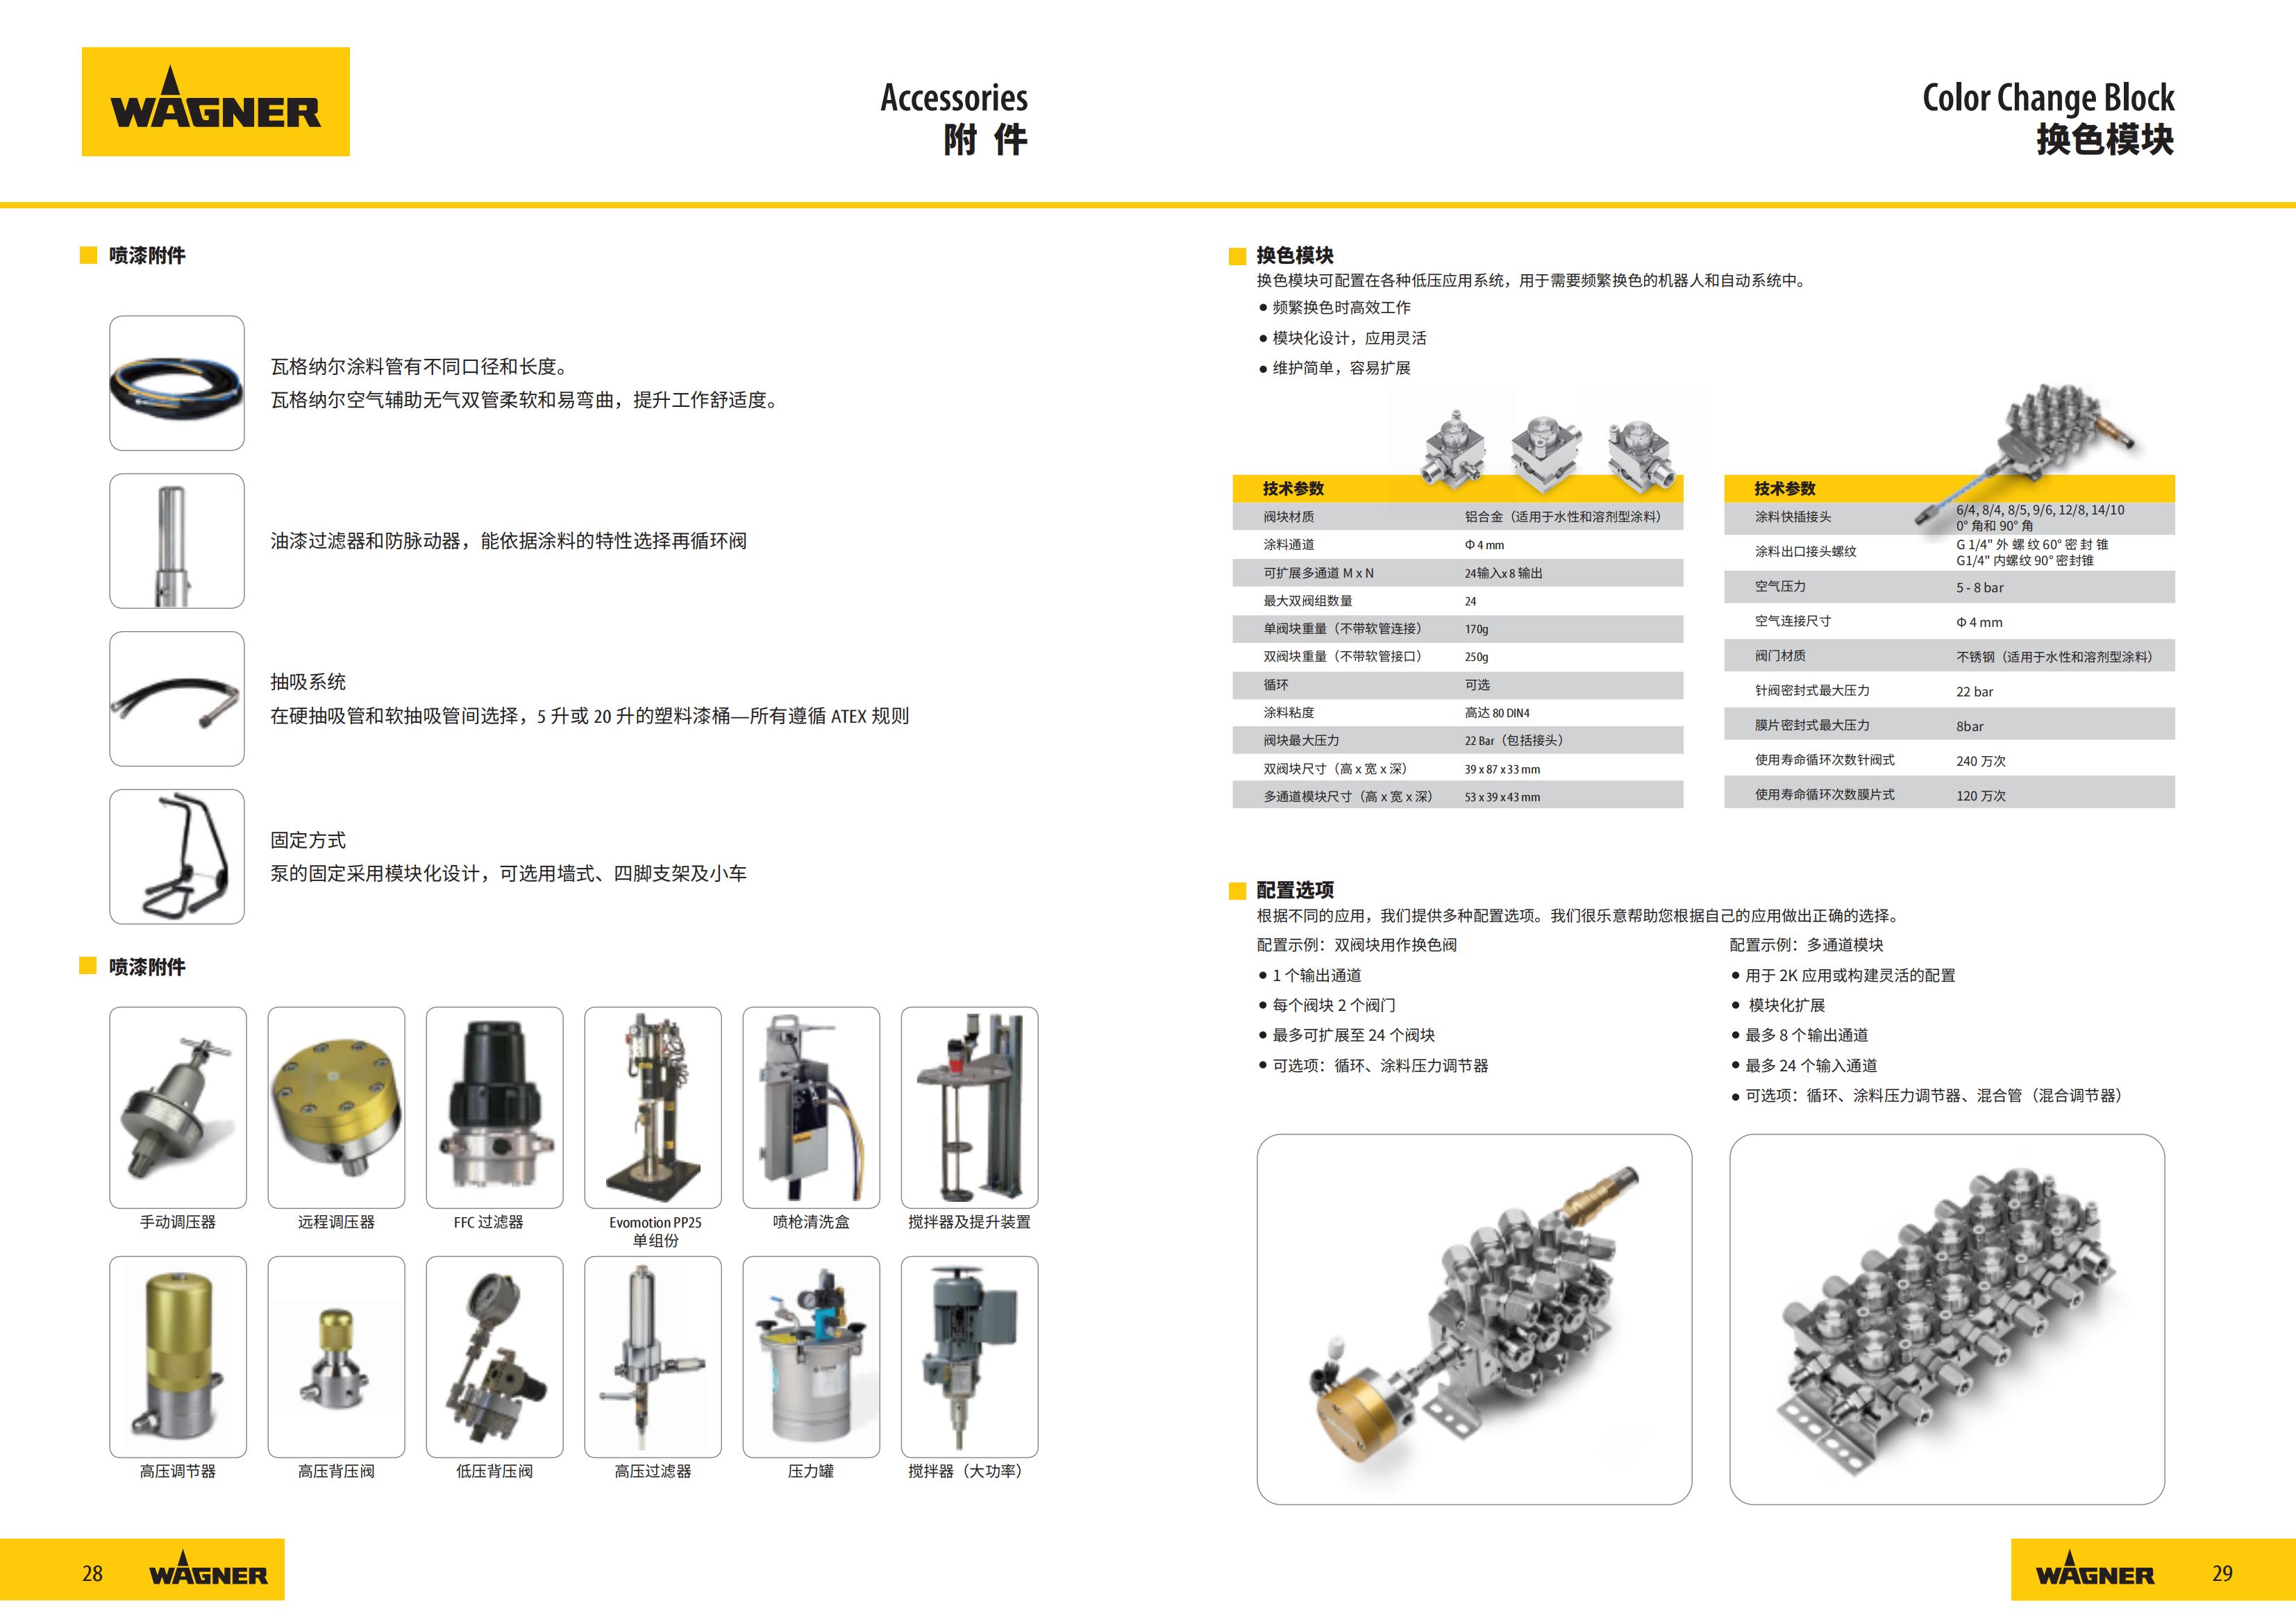 WAGNER
Accessories
附 件
喷漆附件
瓦格纳尔涂料管有不同口径和长度。
瓦格纳尔空气辅助无气双管柔软和易弯曲，提升工作舒适度。
油漆过滤器和防脉动器，能依据涂料的特性选择再循环阀
抽吸系统
在硬抽吸管和软抽吸管间选择，5 升或 20 升的塑料漆桶—所有遵循 ATEX 规则
固定方式
泵的固定采用模块化设计，可选用墙式、四脚支架及小车
喷漆附件
手动调压器
远程调压器
FFC 过滤器
Evomotion PP25
单组份
喷枪清洗盒
搅拌器及提升装置
高压调节器
高压背压阀
低压背压阀
高压过滤器
压力罐
搅拌器（大功率）
28
WAGNER
Color Change Block
换色模块
换色模块
换色模块可配置在各种低压应用系统，用于需要频繁换色的机器人和自动系统中。
● 频繁换色时高效工作
● 模块化设计，应用灵活
● 维护简单，容易扩展
技术参数
阀块材质 铝合金（适用于水性和溶剂型涂料）
涂料通道 Φ 4 mm
可扩展多通道 M x N 24输入x 8 输出
最大双阀组数量 24
单阀块重量（不带软管连接） 170g
双阀块重量（不带软管接口） 250g
循环 可选
涂料粘度 高达 80 DIN4
阀块最大压力 22 Bar（包括接头）
双阀块尺寸（高 x 宽 x 深） 39 x 87 x 33 mm
多通道模块尺寸（高 x 宽 x 深） 53 x 39 x 43 mm
技术参数
涂料快插接头 6/4, 8/4, 8/5, 9/6, 12/8, 14/10
0° 角和 90° 角
涂料出口接头螺纹 G 1/4" 外 螺 纹 60° 密 封 锥
G1/4" 内螺纹 90° 密封锥
空气压力 5 - 8 bar
空气连接尺寸 Φ 4 mm
阀门材质 不锈钢（适用于水性和溶剂型涂料）
针阀密封式最大压力 22 bar
膜片密封式最大压力 8bar
使用寿命循环次数针阀式 240 万次
使用寿命循环次数膜片式 120 万次
配置选项
根据不同的应用，我们提供多种配置选项。我们很乐意帮助您根据自己的应用做出正确的选择。
配置示例：双阀块用作换色阀
● 1 个输出通道
● 每个阀块 2 个阀门
● 最多可扩展至 24 个阀块
● 可选项：循环、涂料压力调节器
配置示例：多通道模块
● 用于 2K 应用或构建灵活的配置
● 模块化扩展
● 最多 8 个输出通道
● 最多 24 个输入通道
● 可选项：循环、涂料压力调节器、混合管（混合调节器）
WAGNER
29